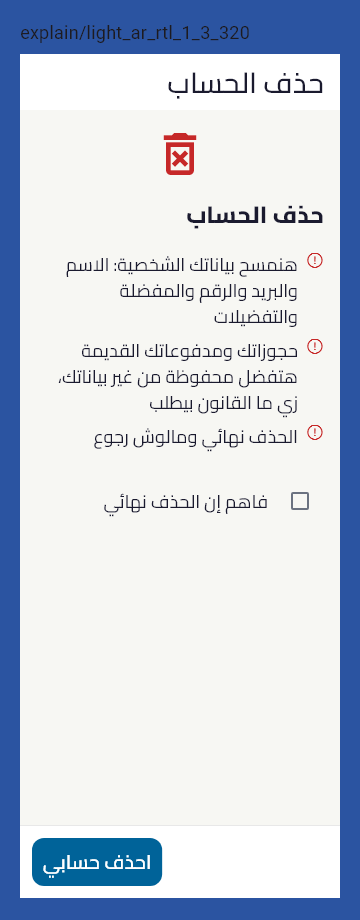 explain/light_ar_rtl_1_3_320
حذف الحساب
حذف الحساب
هنمسح بياناتك الشخصية: الاسم
والبريد والرقم والمفضلة
والتفضيلات
حجوزاتك ومدفوعاتك القديمة
هتفضل محفوظة من غير بياناتك،
زي ما القانون بيطلب
الحذف نهائي ومالوش رجوع
فاهم إن الحذف نهائي
احذف حسابي